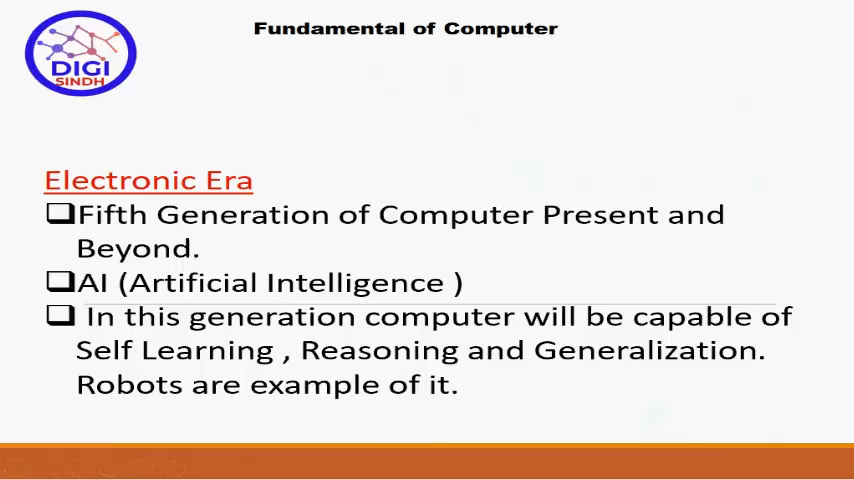 Fundamental of Computer
DIGI
SINDH
Electronic Era
Fifth Generation of Computer Present and
Beyond.
AI (Artificial Intelligence )
In this generation computer will be capable of
Self Learning , Reasoning and Generalization.
Robots are example of it.